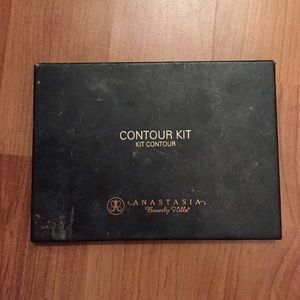 CONTOUR KIT
KIT CONTOUR
ANASTASIA
Beverly Hills